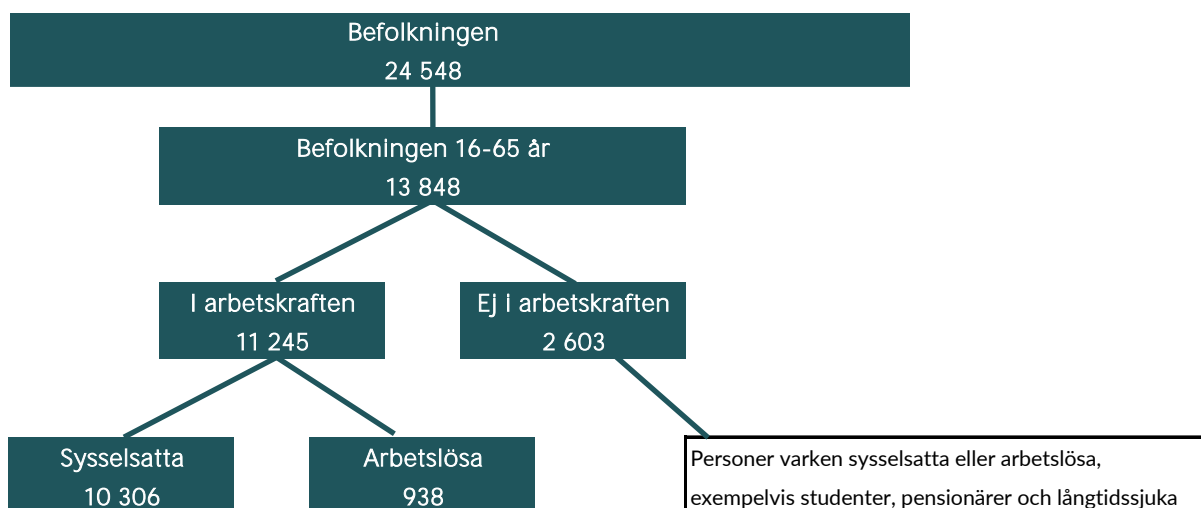 Befolkningen
24 548
Befolkningen 16-65 år
13 848
I arbetskraften
11 245
Ej i arbetskraften
2 603
Sysselsatta
10 306
Arbetslösa
938
Personer varken sysselsatta eller arbetslösa,
exempelvis studenter, pensionärer och långtidssjuka